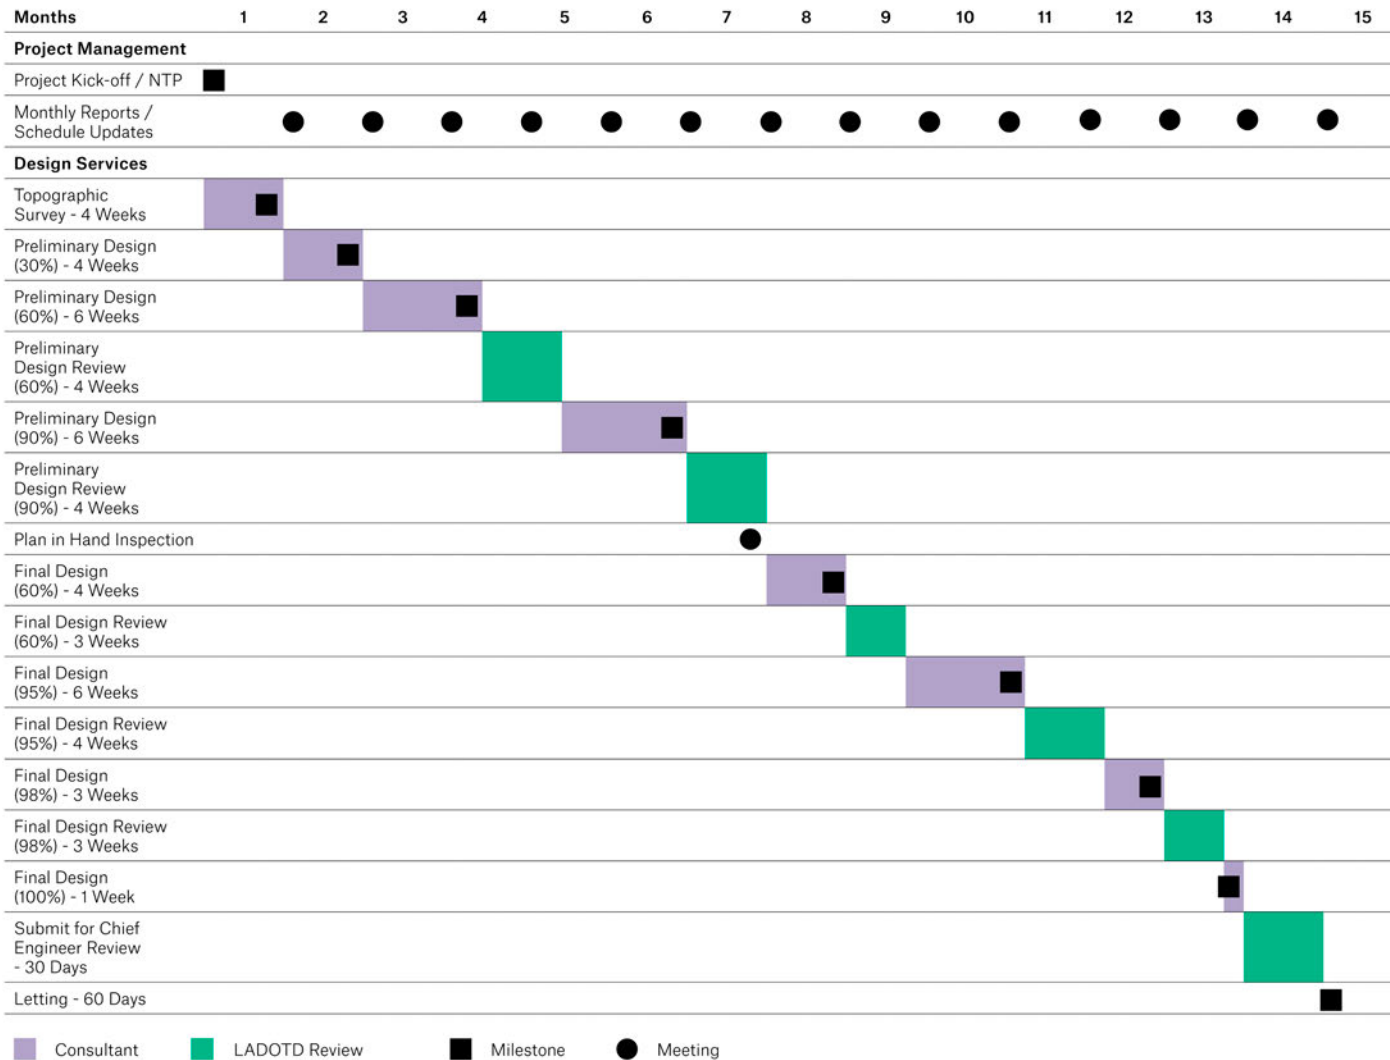 Months 1 2 3 4 5 6 7 8 9 10 11 12 13 14 15
Project Management
Project Kick-off / NTP
Monthly Reports /
Schedule Updates
Design Services
Topographic
Survey - 4 Weeks
Preliminary Design
(30%) - 4 Weeks
Preliminary Design
(60%) - 6 Weeks
Preliminary
Design Review
(60%) - 4 Weeks
Preliminary Design
(90%) - 6 Weeks
Preliminary
Design Review
(90%) - 4 Weeks
Plan in Hand Inspection
Final Design
(60%) - 4 Weeks
Final Design Review
(60%) - 3 Weeks
Final Design
(95%) - 6 Weeks
Final Design Review
(95%) - 4 Weeks
Final Design
(98%) - 3 Weeks
Final Design Review
(98%) - 3 Weeks
Final Design
(100%) - 1 Week
Submit for Chief
Engineer Review
- 30 Days
Letting - 60 Days
Consultant LADOTD Review Milestone Meeting